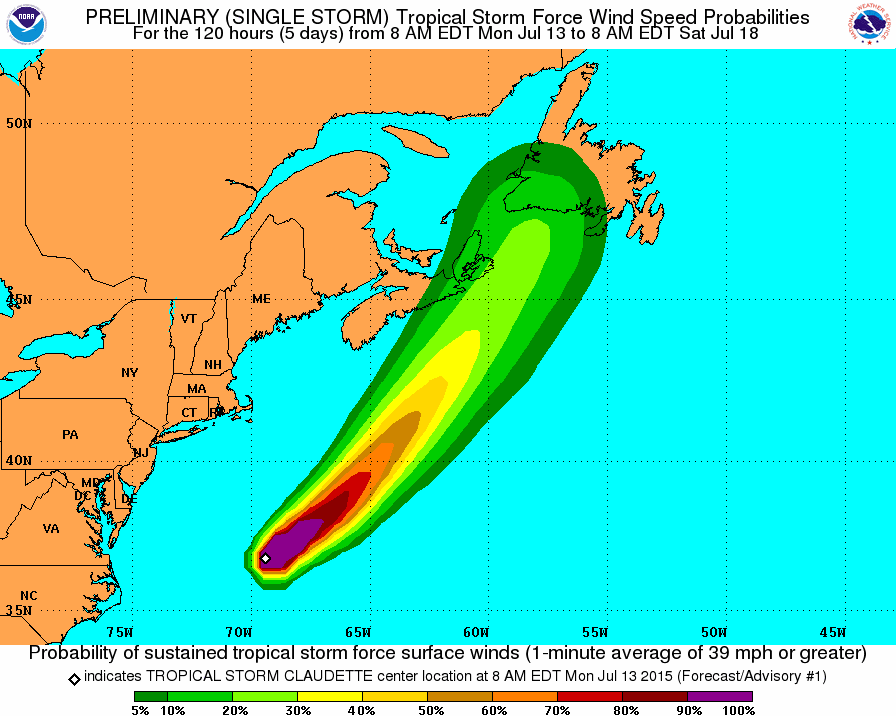 PRELIMINARY (SINGLE STORM) Tropical Storm Force Wind Speed Probabilities
For the 120 hours (5 days) from 8 AM EDT Mon Jul 13 to 8 AM EDT Sat Jul 18
NOAA
NATIONAL WEATHER SERVICE
50N
45N
ME
VT
NH
NY
MA
CT
PA
NJ
40N
MD
DC
DE
VA
NC
35N
75W 70W 65W 60W 55W 50W 45W
Probability of sustained tropical storm force surface winds (1-minute average of 39 mph or greater)
indicates TROPICAL STORM CLAUDETTE center location at 8 AM EDT Mon Jul 13 2015 (Forecast/Advisory #1)
5% 10% 20% 30% 40% 50% 60% 70% 80% 90% 100%